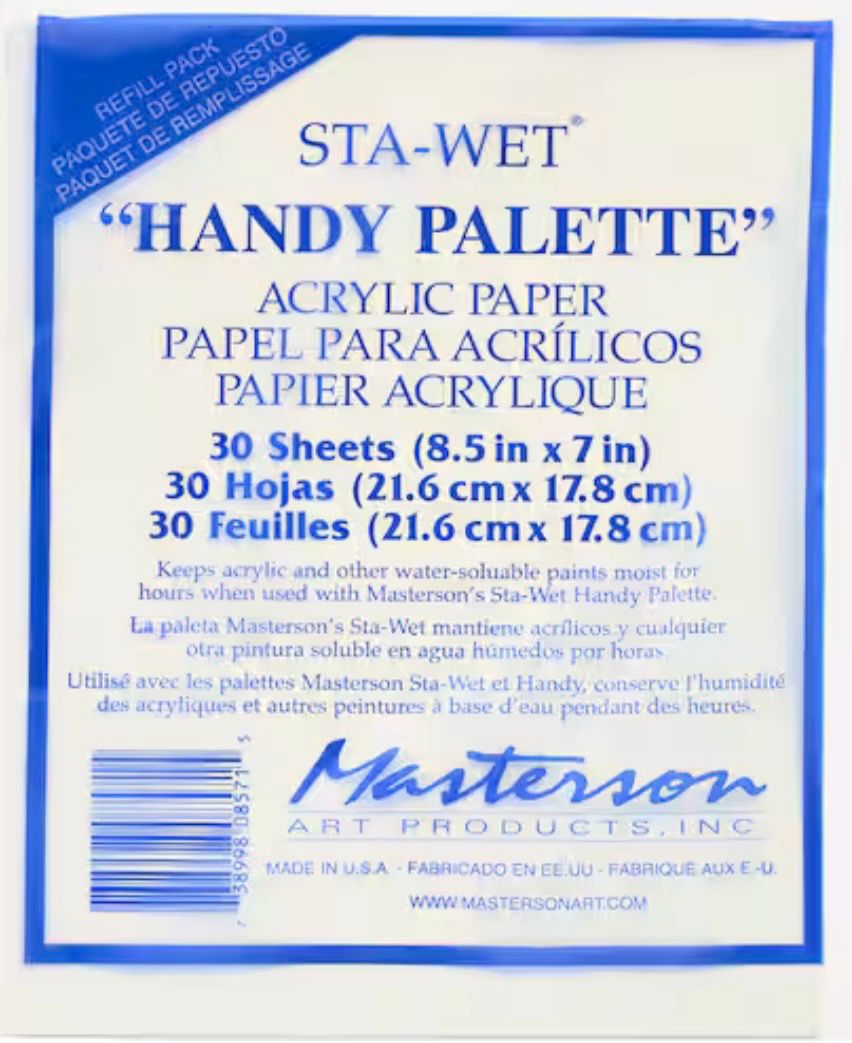 REFILL PACK
PAQUETE DE REPUESTO
PAQUET DE REMPLISSAGE
STA-WET®
“HANDY PALETTE”
ACRYLIC PAPER
PAPEL PARA ACRÍLICOS
PAPIER ACRYLIQUE
30 Sheets (8.5 in x 7 in)
30 Hojas (21.6 cm x 17.8 cm)
30 Feuilles (21.6 cm x 17.8 cm)
Keeps acrylic and other water-soluable paints moist for
hours when used with Masterson's Sta-Wet Handy Palette.
La paleta Masterson's Sta-Wet mantiene acrílicos y cualquier
otra pintura soluble en agua húmedos por horas.
Utilisé avec les palettes Masterson Sta-Wet et Handy, conserve l'humidité
des acryliques et autres peintures à base d'eau pendant des heures.
7 38998 08571 5
Masterson
ART PRODUCTS, INC
MADE IN U.S.A - FABRICADO EN EE.UU - FABRIQUÉ AUX E.-U.
WWW.MASTERSONART.COM